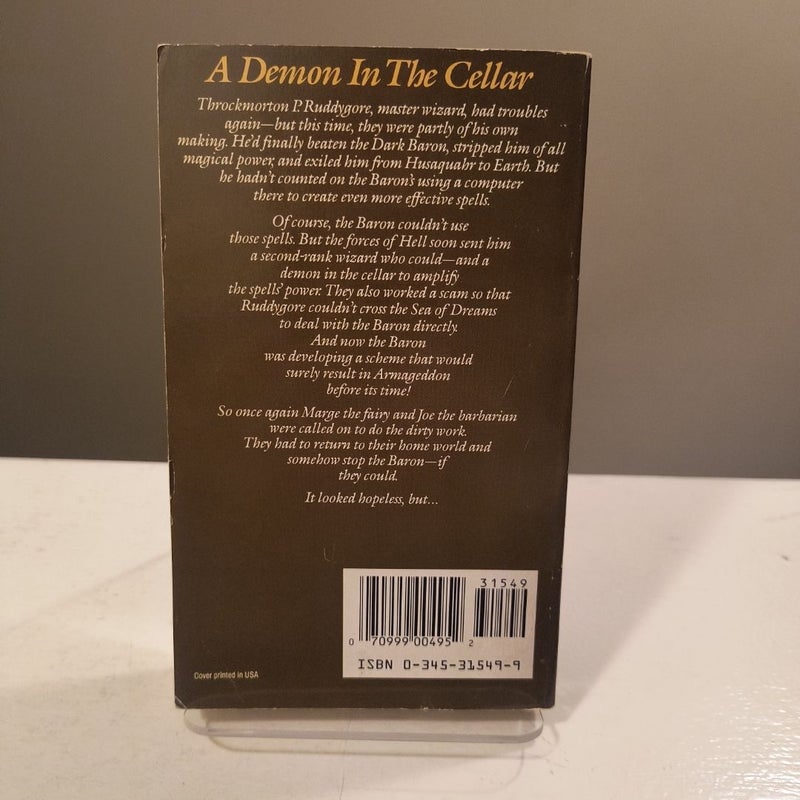 A Demon In The Cellar
Throckmorton P. Ruddygore, master wizard, had troubles
again—but this time, they were partly of his own
making. He'd finally beaten the Dark Baron, stripped him of all
magical power, and exiled him from Husaquahr to Earth. But
he hadn't counted on the Baron's using a computer
there to create even more effective spells.
Of course, the Baron couldn't use
those spells. But the forces of Hell soon sent him
a second-rank wizard who could—and a
demon in the cellar to amplify
the spells' power. They also worked a scam so that
Ruddygore couldn't cross the Sea of Dreams
to deal with the Baron directly.
And now the Baron
was developing a scheme that would
surely result in Armageddon
before its time!
So once again Marge the fairy and Joe the barbarian
were called on to do the dirty work.
They had to return to their home world and
somehow stop the Baron—if
they could.
It looked hopeless, but...
31549
0 70999 00495 2
ISBN 0-345-31549-9
Cover printed in USA